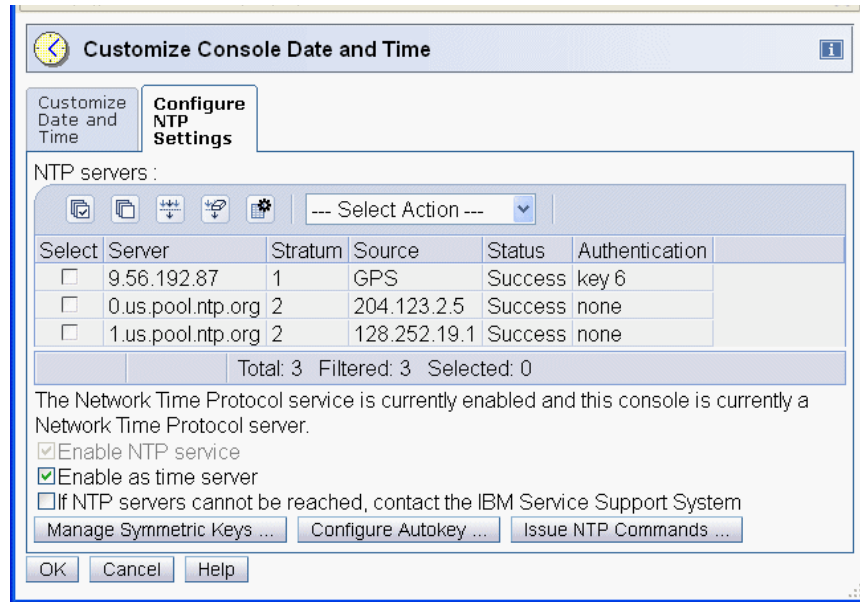 Customize Console Date and Time
i
Customize
Date and
Time
Configure
NTP
Settings
NTP servers :
--- Select Action ---
Select Server Stratum Source Status Authentication
9.56.192.87 1 GPS Success key 6
0.us.pool.ntp.org 2 204.123.2.5 Success none
1.us.pool.ntp.org 2 128.252.19.1 Success none
Total: 3 Filtered: 3 Selected: 0
The Network Time Protocol service is currently enabled and this console is currently a
Network Time Protocol server.
Enable NTP service
Enable as time server
If NTP servers cannot be reached, contact the IBM Service Support System
Manage Symmetric Keys ... Configure Autokey ... Issue NTP Commands ...
OK Cancel Help